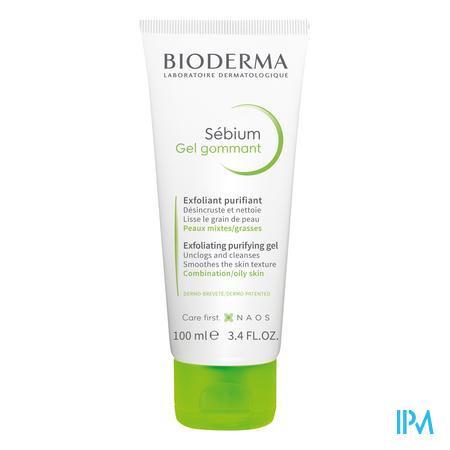 BIODERMA
LABORATOIRE DERMATOLOGIQUE
Sébium
Gel gommant
Exfoliant purifiant
Désincruste et nettoie
Lisse le grain de peau
Peaux mixtes/grasses
Exfoliating purifying gel
Unclogs and cleanses
Smoothes the skin texture
Combination/oily skin
DERMO-BREVETÉ/DERMO-PATENTED
Care first. NAOS
100 ml℮ 3.4 FL.OZ.
IPM